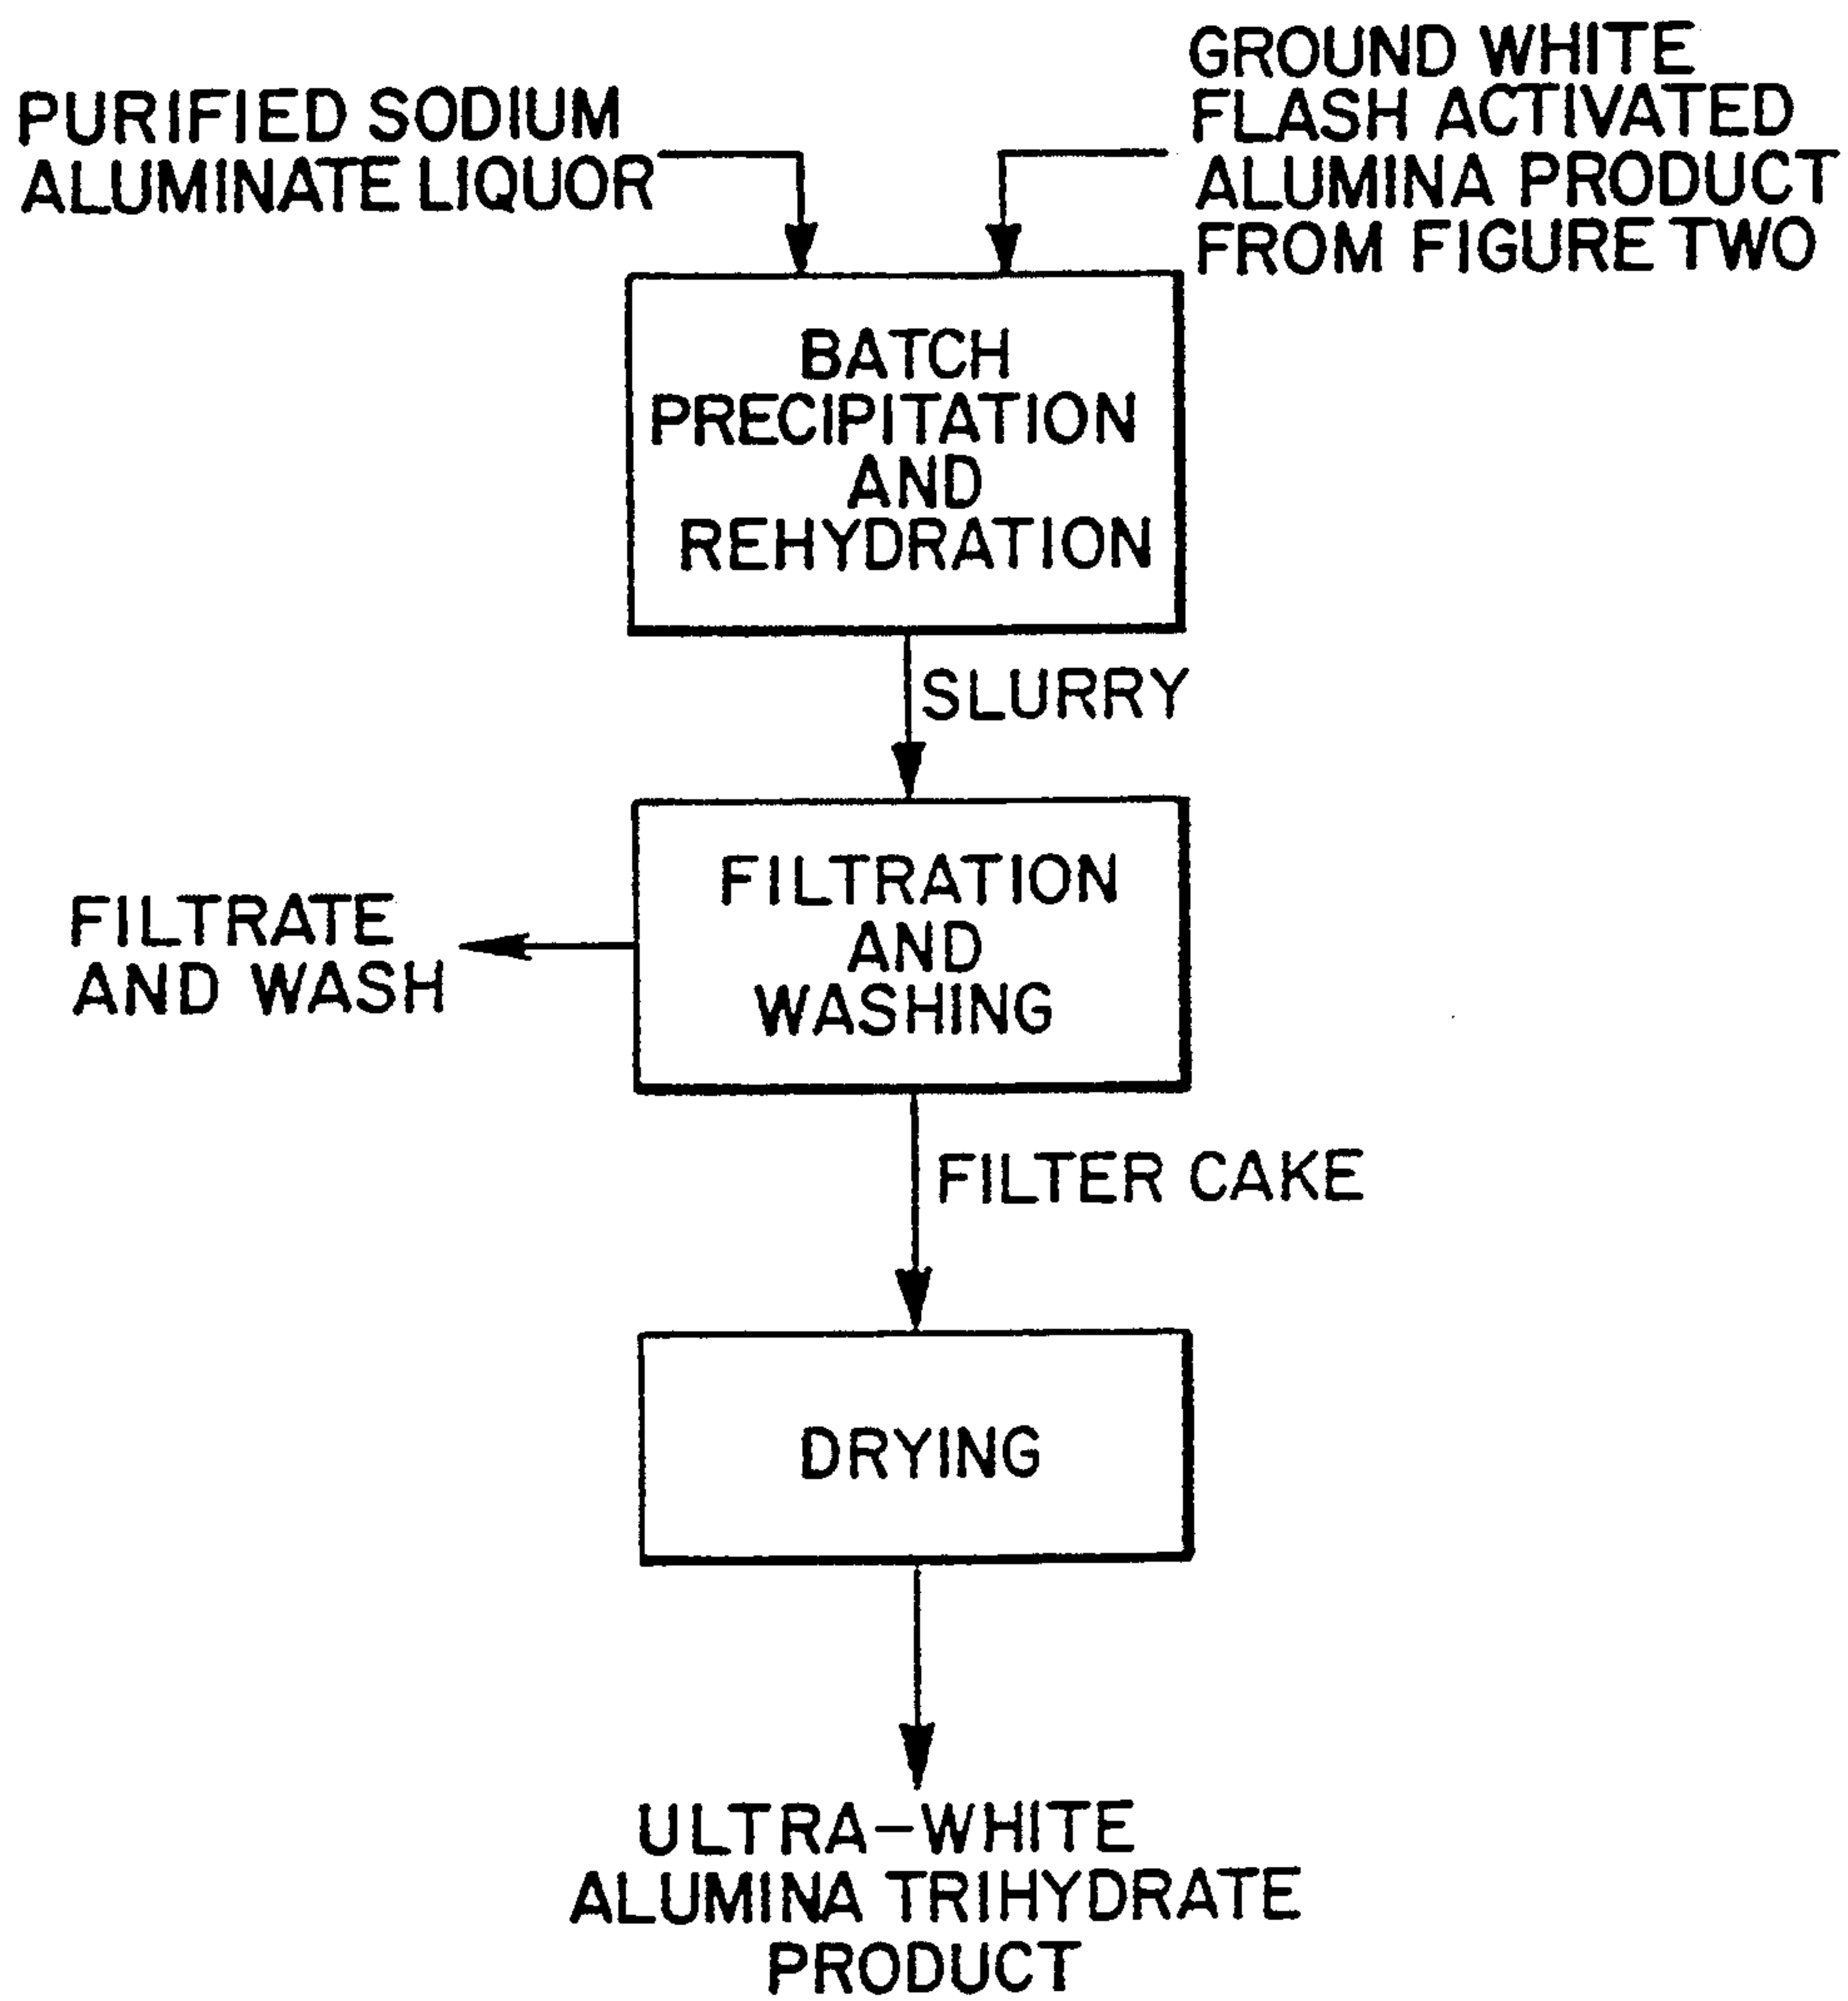 PURIFIED SODIUM
ALUMINATE LIQUOR
GROUND WHITE
FLASH ACTIVATED
ALUMINA PRODUCT
FROM FIGURE TWO
BATCH
PRECIPITATION
AND
REHYDRATION
SLURRY
FILTRATION
AND
WASHING
FILTRATE
AND WASH
FILTER CAKE
DRYING
ULTRA-WHITE
ALUMINA TRIHYDRATE
PRODUCT